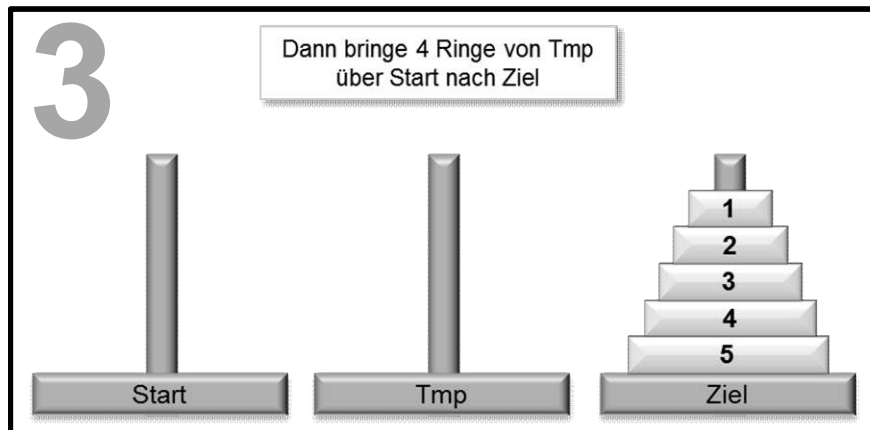 3
Dann bringe 4 Ringe von Tmp
über Start nach Ziel
1
2
3
4
5
Start
Tmp
Ziel